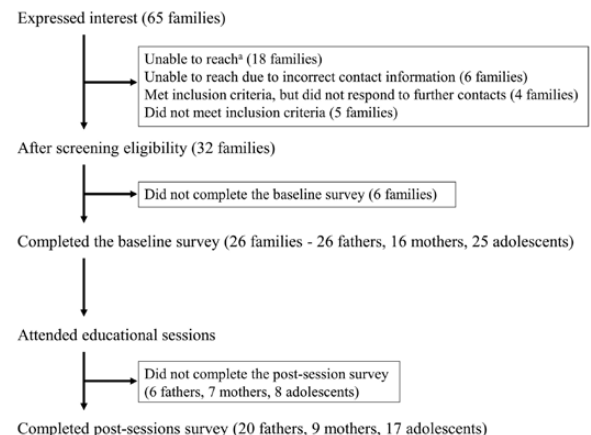 Expressed interest (65 families)
Unable to reachᵃ (18 families)
Unable to reach due to incorrect contact information (6 families)
Met inclusion criteria, but did not respond to further contacts (4 families)
Did not meet inclusion criteria (5 families)
After screening eligibility (32 families)
Did not complete the baseline survey (6 families)
Completed the baseline survey (26 families - 26 fathers, 16 mothers, 25 adolescents)
Attended educational sessions
Did not complete the post-session survey
(6 fathers, 7 mothers, 8 adolescents)
Completed post-sessions survey (20 fathers, 9 mothers, 17 adolescents)